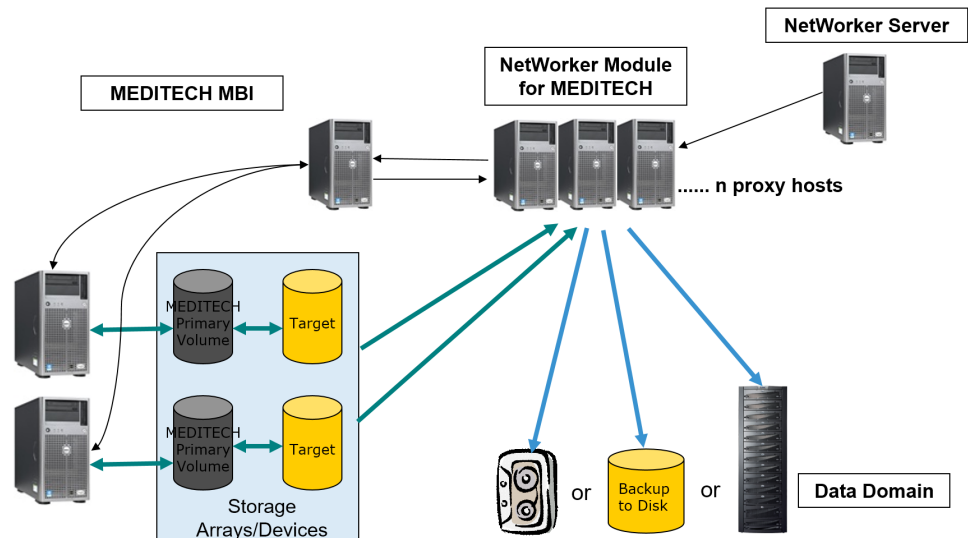 NetWorker Server
NetWorker Module
for MEDITECH
MEDITECH MBI
...... n proxy hosts
MEDITECH
Primary
Volume
Target
MEDITECH
Primary
Volume
Target
Storage
Arrays/Devices
or
Backup
to Disk
or
Data Domain